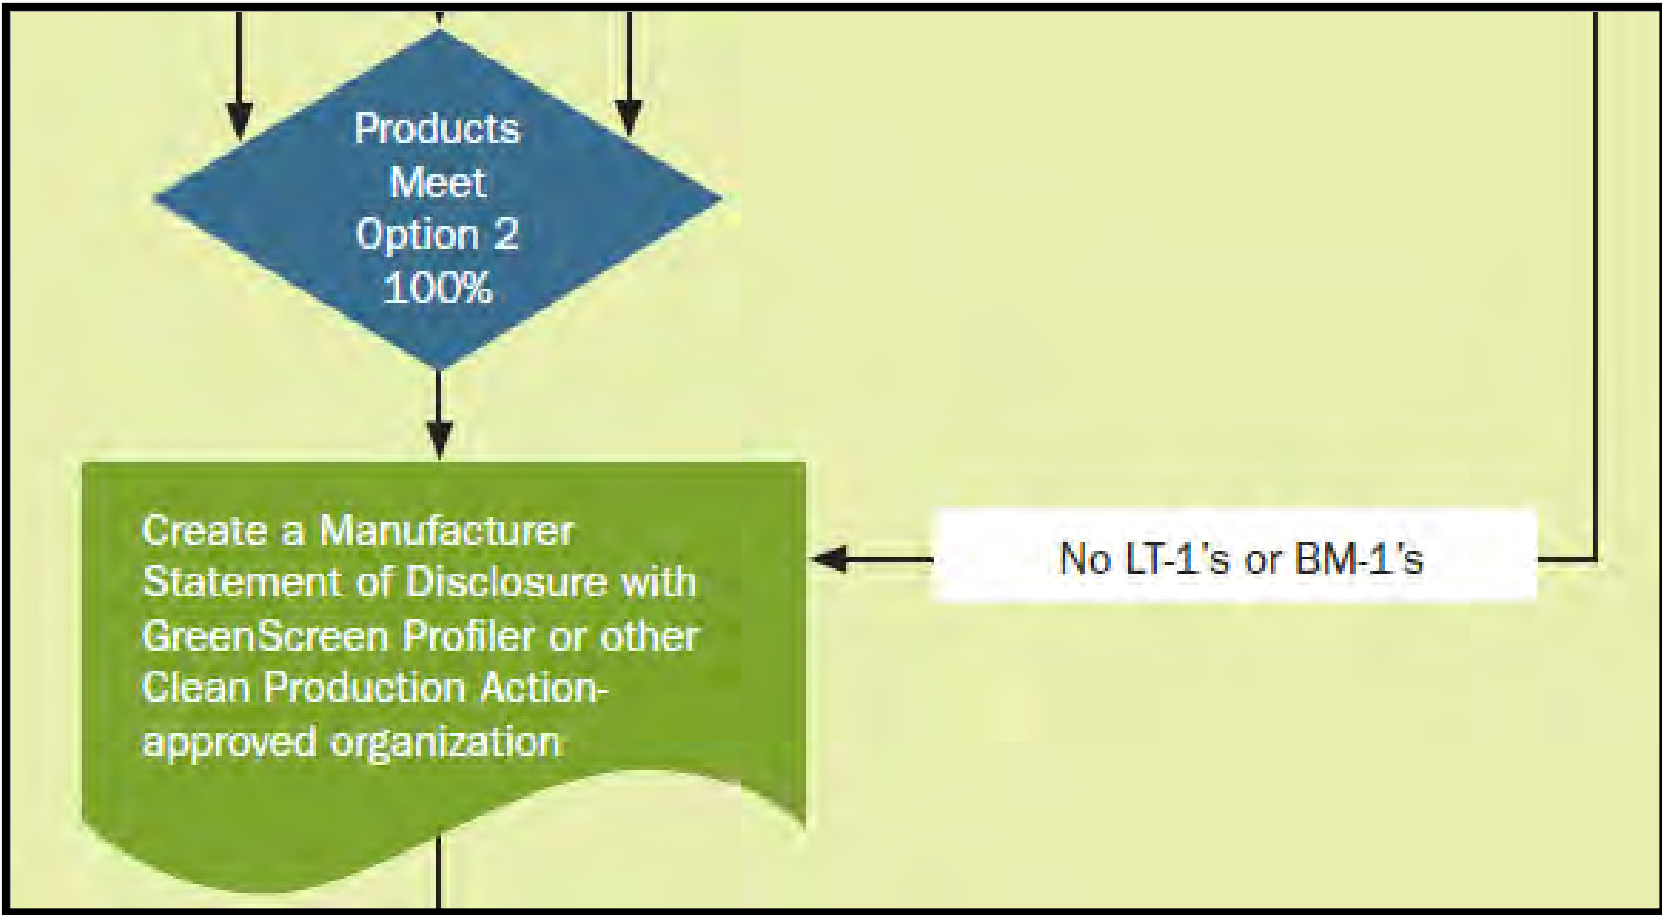 Products
Meet
Option 2
100%
Create a Manufacturer
Statement of Disclosure with
GreenScreen Profiler or other
Clean Production Action-
approved organization
No LT-1’s or BM-1’s